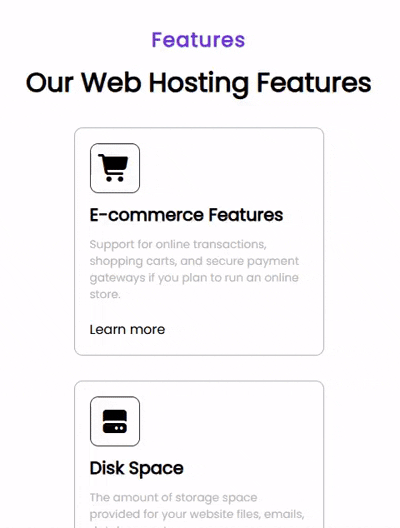 Features
Our Web Hosting Features
E-commerce Features
Support for online transactions,
shopping carts, and secure payment
gateways if you plan to run an online
store.
Learn more
Disk Space
The amount of storage space
provided for your website files, emails,